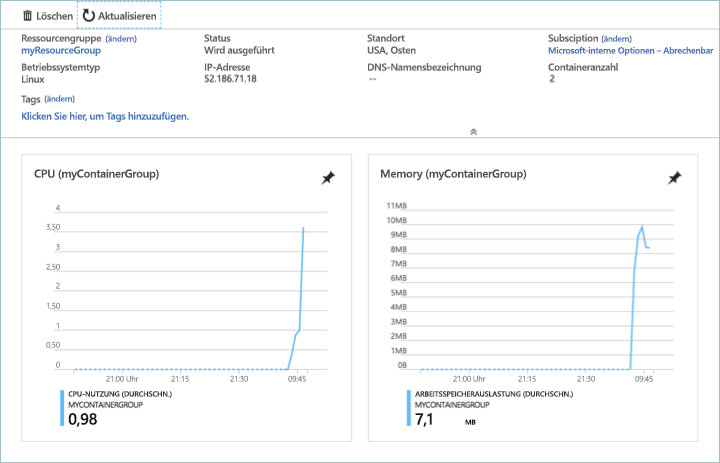 Löschen Aktualisieren
Ressourcengruppe (ändern) Status Standort Subsciption (ändern)
myResourceGroup Wird ausgeführt USA, Osten Microsoft-interne Optionen – Abrechenbar
Betriebssystemtyp IP-Adresse DNS-Namensbezeichnung Containeranzahl
Linux 52.186.71.18 -- 2
Tags (ändern)
Klicken Sie hier, um Tags hinzuzufügen.
CPU (myContainerGroup)
4
3,50
3
2,50
2
1,50
1
0,50
0
21:00 Uhr 21:15 21:30 09:45
CPU-NUTZUNG (DURCHSCHN.)
MYCONTAINERGROUP
0,98
Memory (myContainerGroup)
11MB
10MB
9MB
8MB
7MB
6MB
5MB
4MB
3MB
2MB
1MB
0B
21:00 Uhr 21:15 21:30 09:45
ARBEITSSPEICHERAUSLASTUNG (DURCHSCHN.)
MYCONTAINERGROUP
7,1 MB